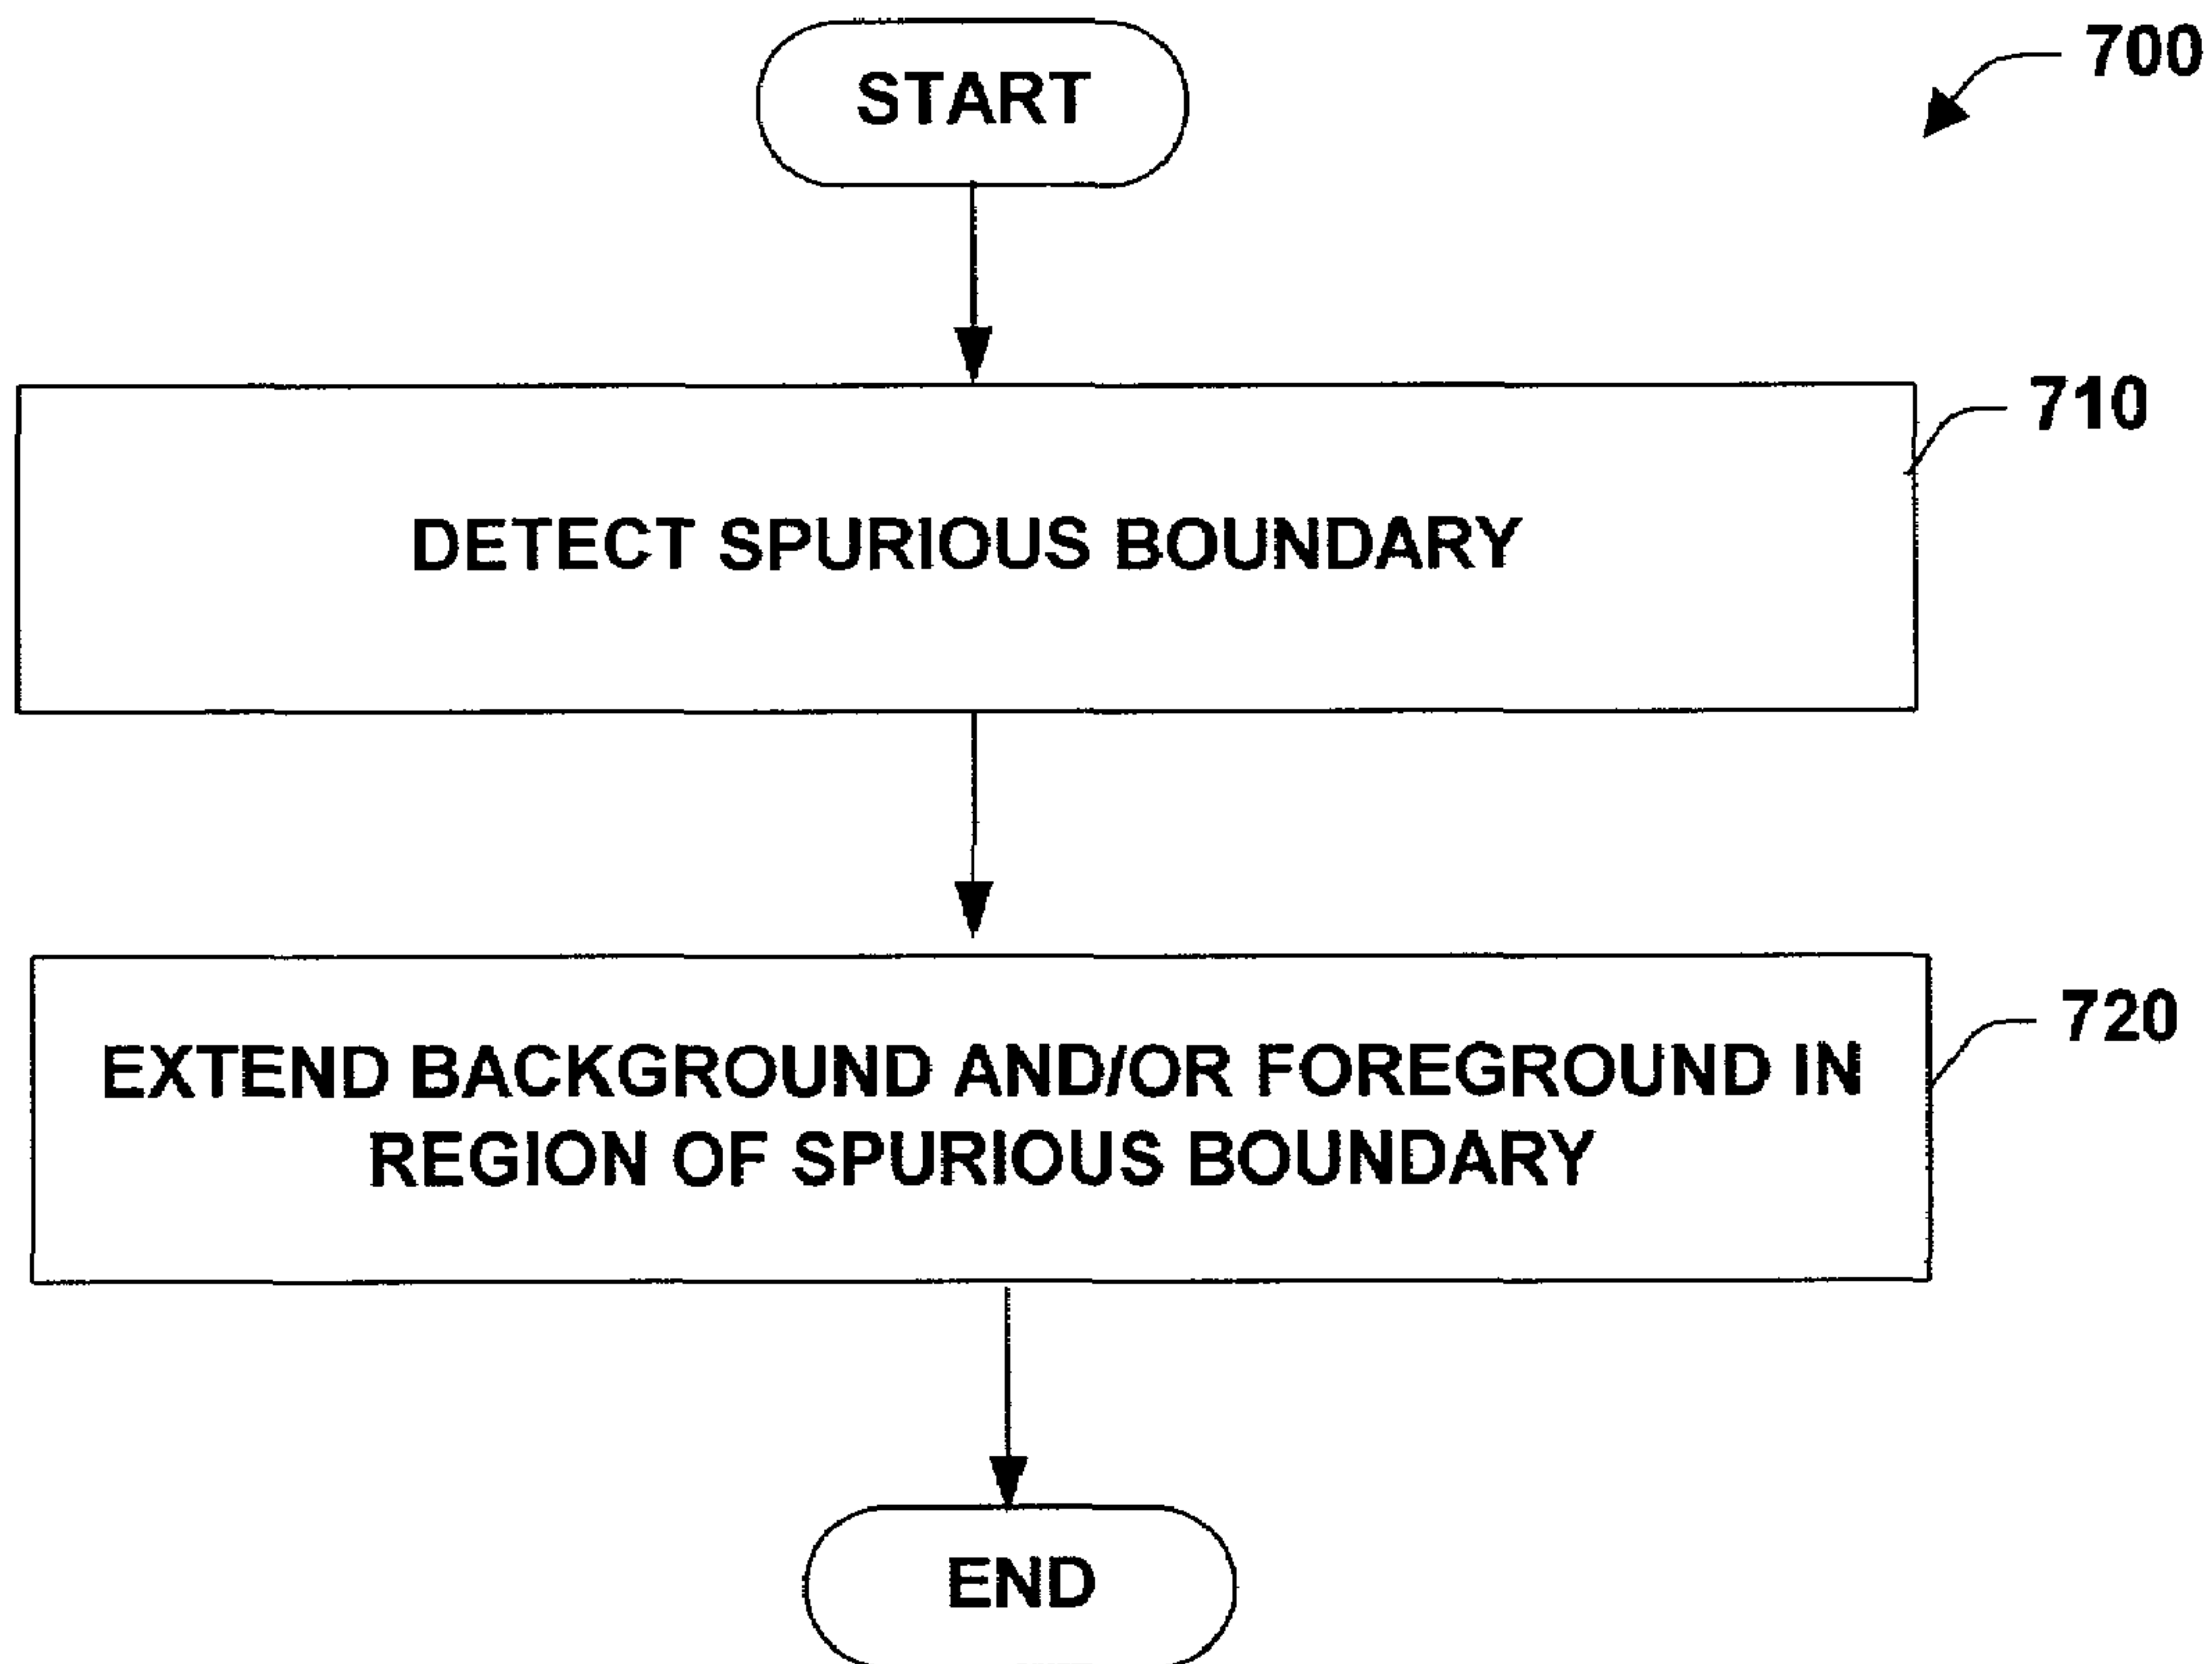 START
700
710
DETECT SPURIOUS BOUNDARY
720
EXTEND BACKGROUND AND/OR FOREGROUND IN
REGION OF SPURIOUS BOUNDARY
END